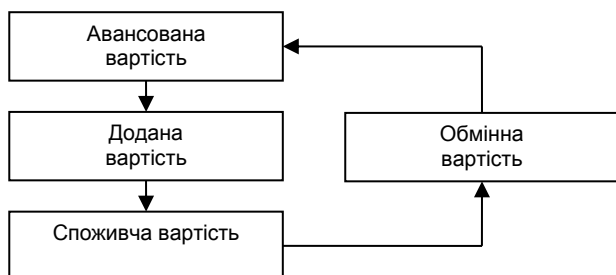 Авансована
вартість
Додана
вартість
Обмінна
вартість
Споживча вартість